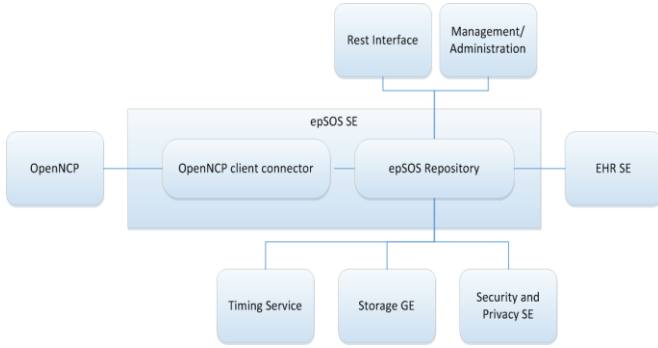 Rest Interface
Management/
Administration
epSOS SE
OpenNCP
OpenNCP client connector
epSOS Repository
EHR SE
Timing Service
Storage GE
Security and
Privacy SE